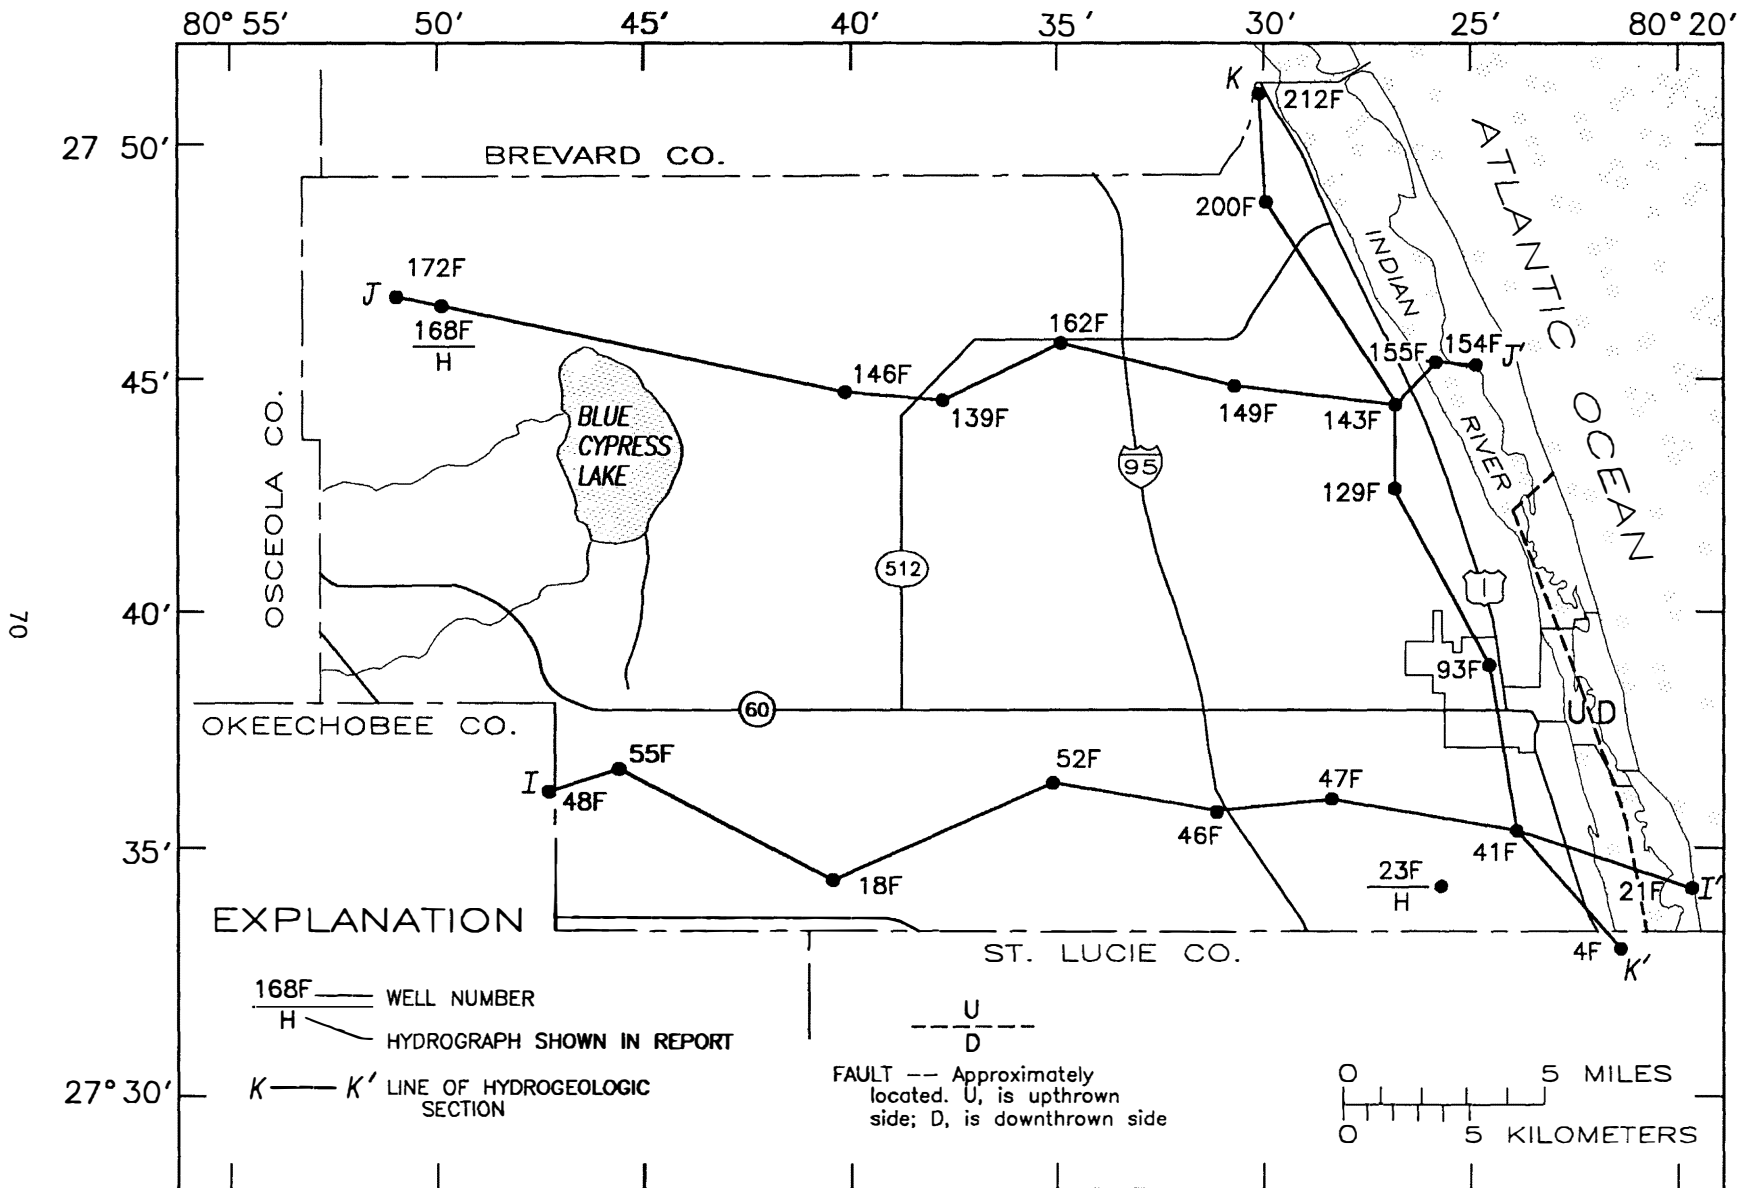 80° 55′ 50′ 45′ 40′ 35′ 30′ 25′ 80° 20′
K
212F
27 50′
BREVARD CO.
ATLANTIC
OCEAN
200F
INDIAN
RIVER
172F
J
168F
H
162F
155F
154F
J′
45′
146F
139F
149F
143F
BLUE
CYPRESS
LAKE
OSCEOLA CO.
95
129F
512
1
40′
70
93F
U D
OKEECHOBEE CO.
60
55F
I
48F
52F
47F
46F
41F
35′
18F
23F
H
21F
I′
4F
K′
ST. LUCIE CO.
EXPLANATION
168F WELL NUMBER
H
HYDROGRAPH SHOWN IN REPORT
K K′ LINE OF HYDROGEOLOGIC
SECTION
U
D
FAULT -- Approximately
located. U, is upthrown
side; D, is downthrown side
27° 30′
0 5 MILES
0 5 KILOMETERS